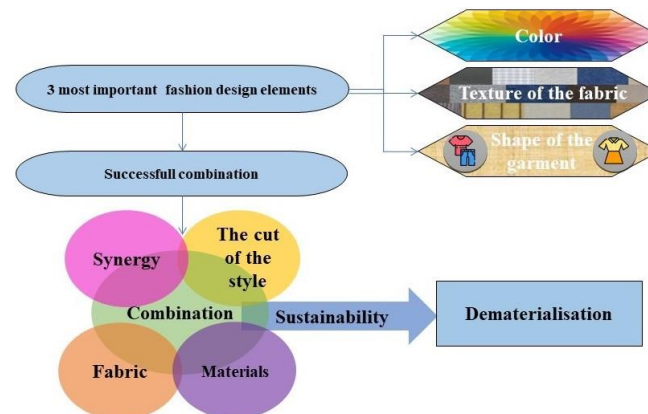 Color
3 most important fashion design elements
Texture of the fabric
Shape of the
garment
Successfull combination
Synergy
The cut
of the
style
Combination
Sustainability
Dematerialisation
Fabric
Materials